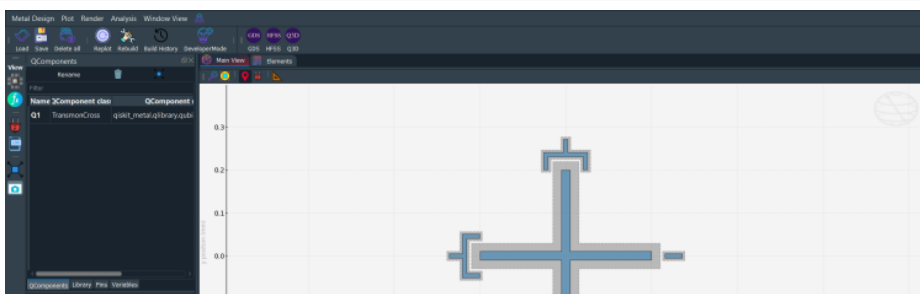 Metal Design Plot Render Analysis Window View
Load Save Delete all Replot Rebuild Build History DeveloperMode GDS HFSS Q3D
GDS HFSS Q3D
View QComponents Main View Elements
Rename
Filter
Name QComponent class QComponent
Q1 TransmonCross qiskit_metal.qlibrary.qubi
0.3
0.2
0.1
0.0
QComponents Library Pins Variables